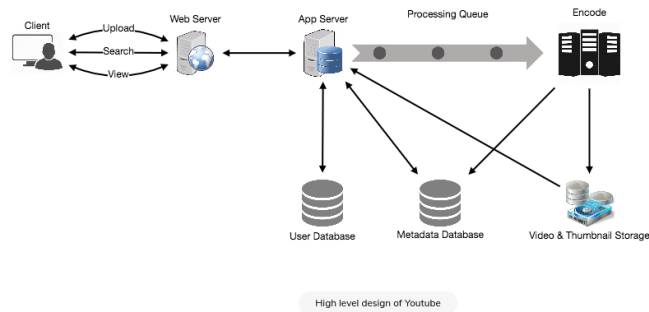 Client
Upload
Search
View
Web Server
App Server
Processing Queue
Encode
User Database
Metadata Database
Video & Thumbnail Storage
High level design of Youtube